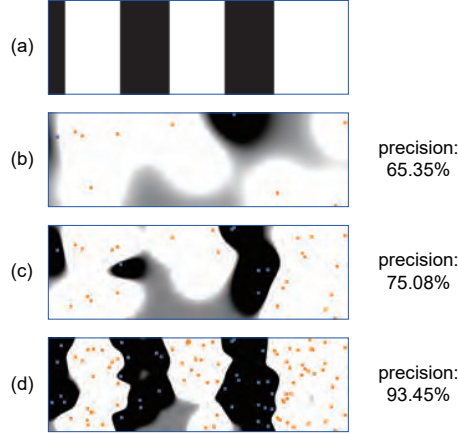 (a)
(b)
precision:
65.35%
(c)
precision:
75.08%
(d)
precision:
93.45%